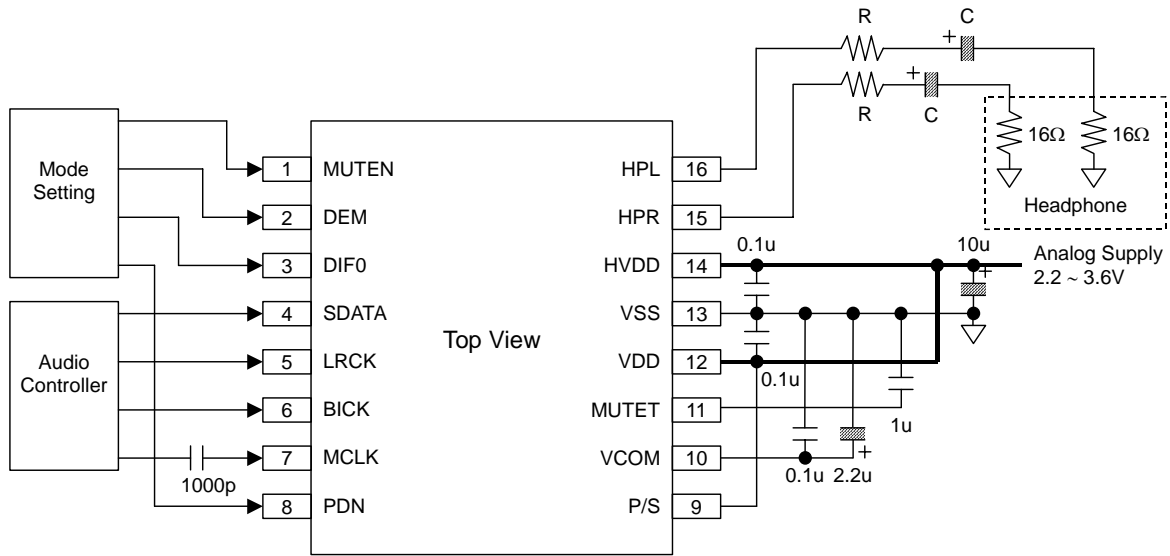 R
C
+
+
R
C
16Ω
16Ω
Headphone
Mode
Setting
Audio
Controller
1000p
1
MUTEN
2
DEM
3
DIF0
4
SDATA
5
LRCK
6
BICK
7
MCLK
8
PDN
Top View
HPL
16
HPR
15
HVDD
14
VSS
13
VDD
12
MUTET
11
VCOM
10
P/S
9
0.1u
10u
+
Analog Supply
2.2 ~ 3.6V
0.1u
1u
+
0.1u
2.2u